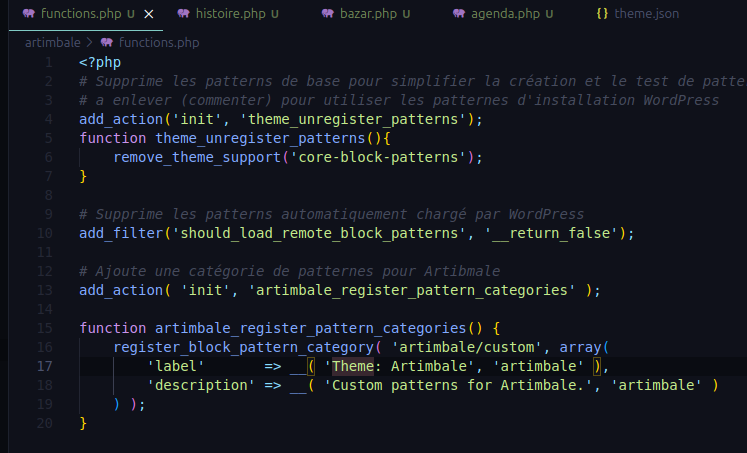 functions.php U × histoire.php U bazar.php U agenda.php U {} theme.json
artimbale > functions.php
1 <?php
2 # Supprime les patterns de base pour simplifier la création et le test de patte
3 # a enlever (commenter) pour utiliser les patternes d'installation WordPress
4 add_action('init', 'theme_unregister_patterns');
5 function theme_unregister_patterns(){
6     remove_theme_support('core-block-patterns');
7 }
8
9 # Supprime les patterns automatiquement chargé par WordPress
10 add_filter('should_load_remote_block_patterns', '__return_false');
11
12 # Ajoute une catégorie de patternes pour Artibmale
13 add_action( 'init', 'artimbale_register_pattern_categories' );
14
15 function artimbale_register_pattern_categories() {
16     register_block_pattern_category( 'artimbale/custom', array(
17         'label'       => __( 'Theme: Artimbale', 'artimbale' ),
18         'description' => __( 'Custom patterns for Artimbale.', 'artimbale' )
19     ) );
20 }